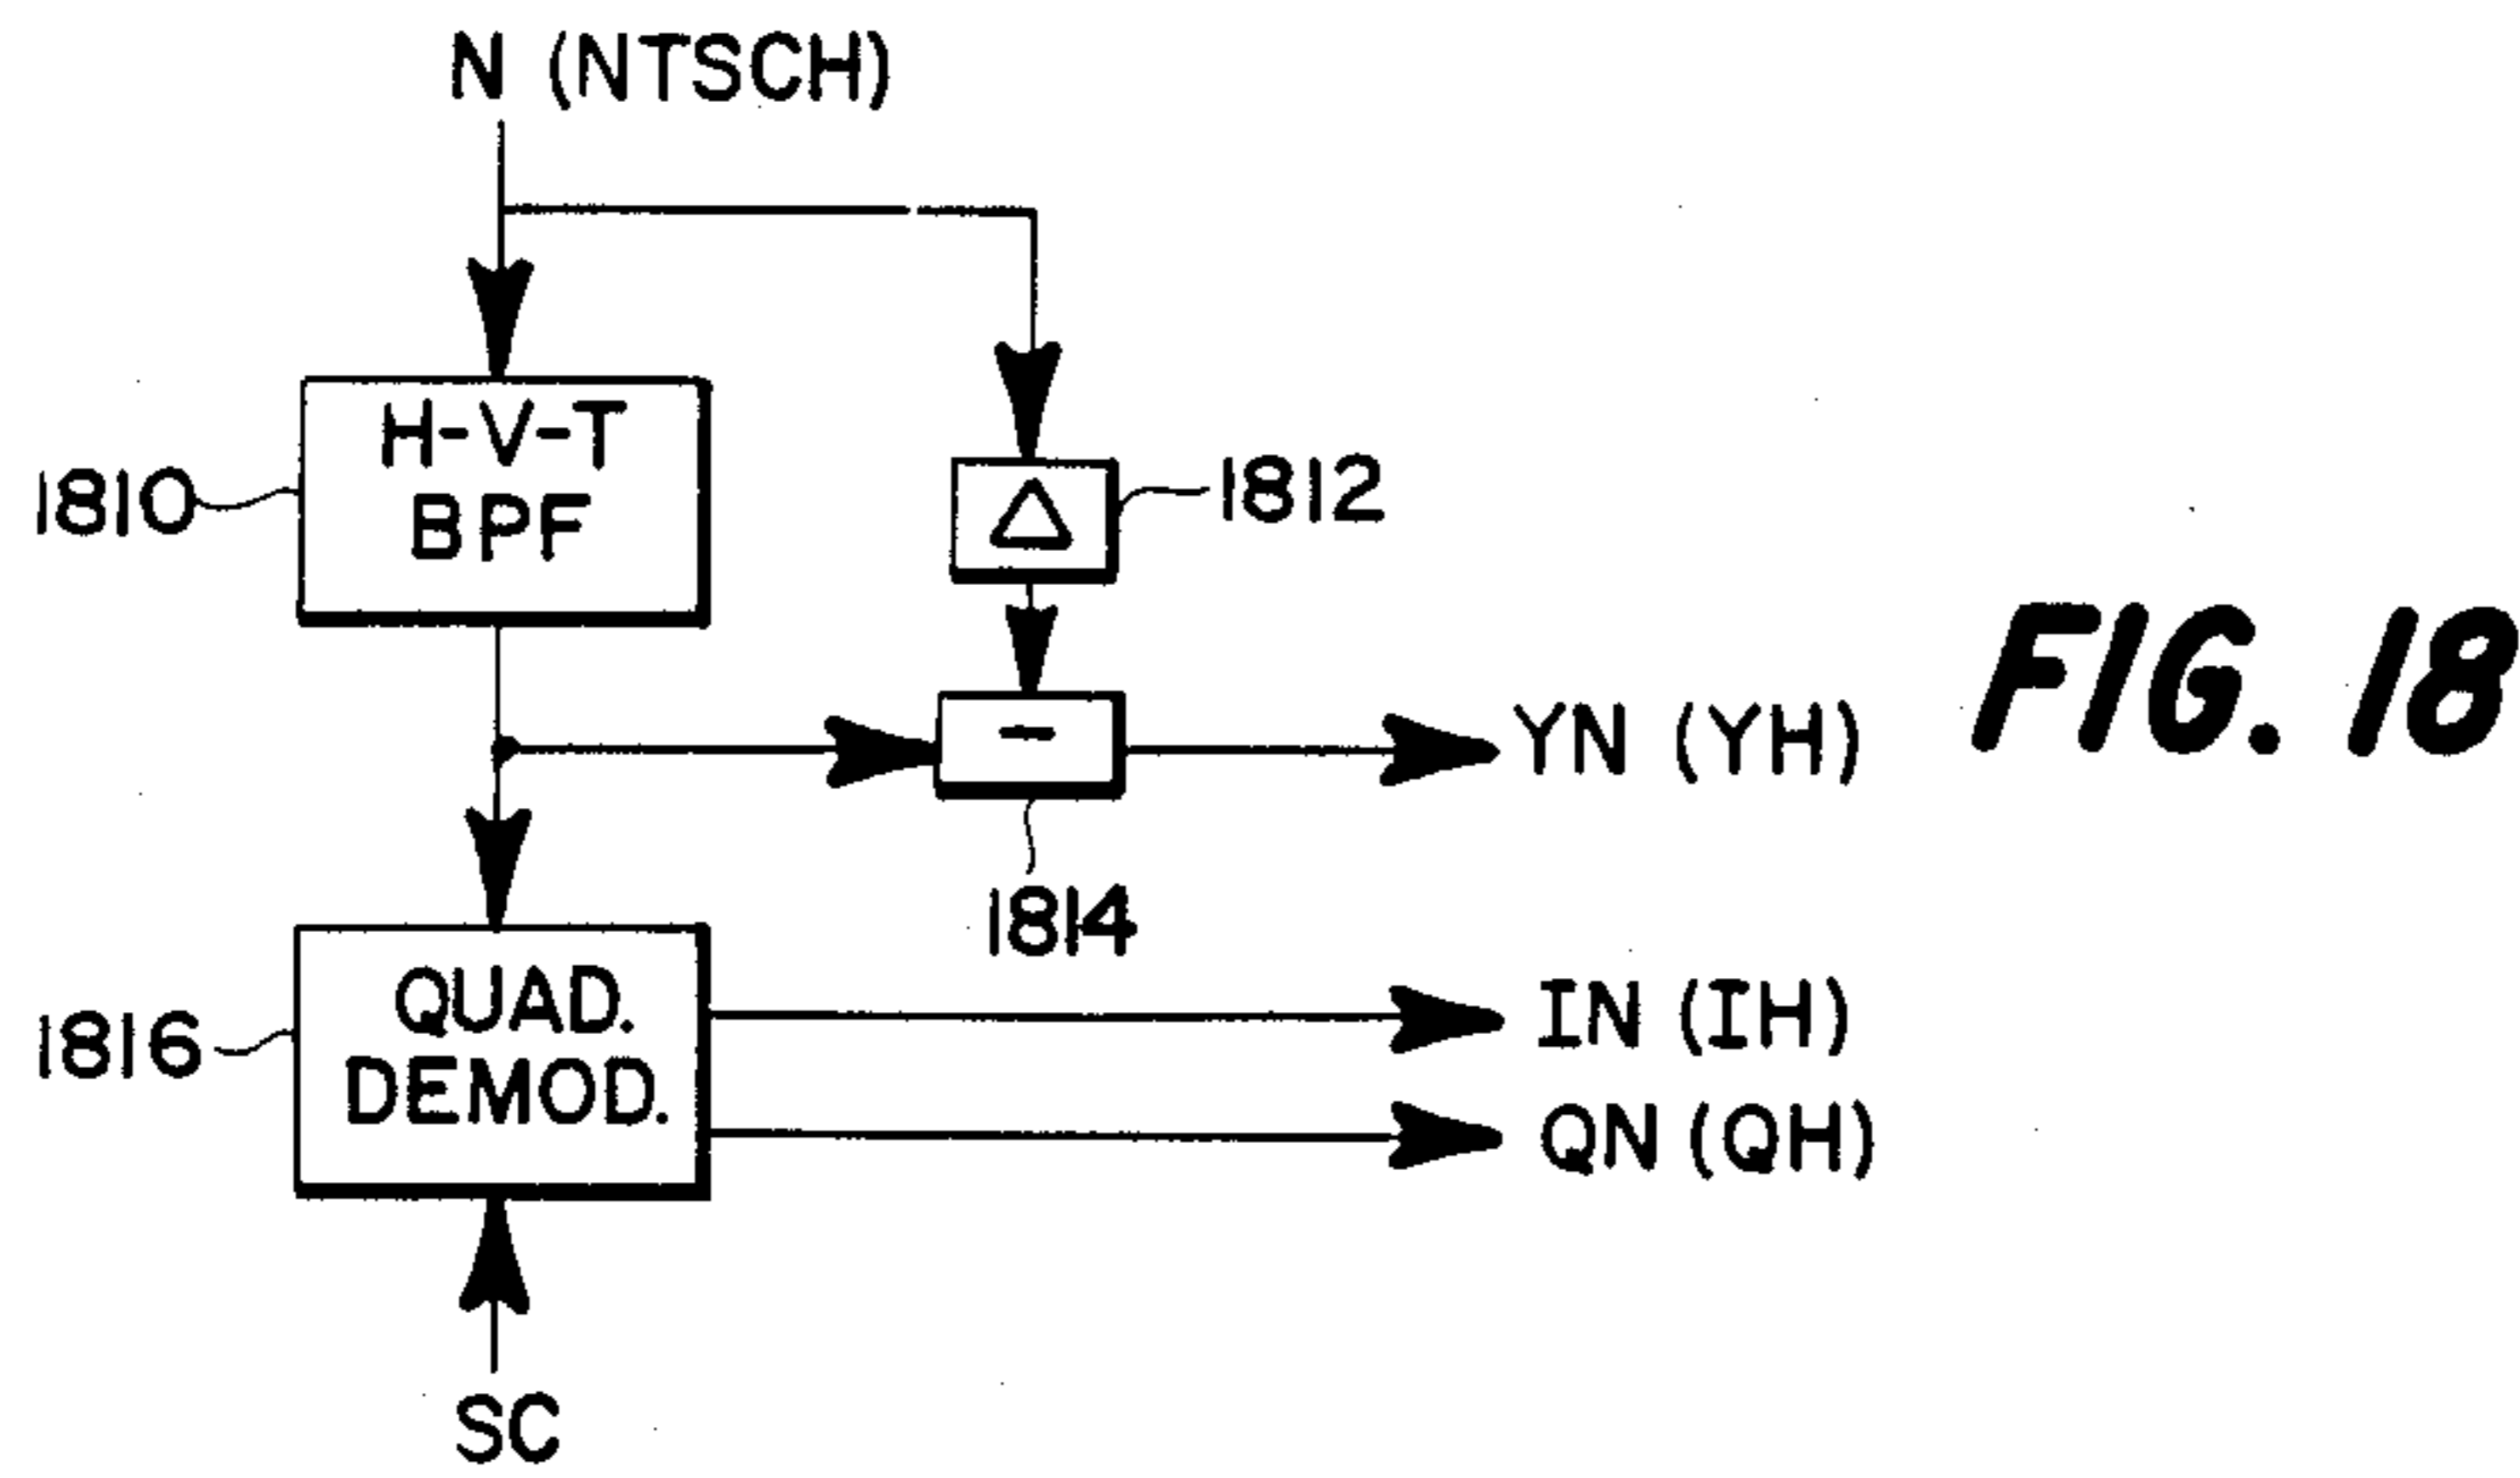 N (NTSCH)
H-V-T
BPF
1810
△
1812
-
YN (YH)
FIG. 18
1814
QUAD.
DEMOD.
1816
IN (IH)
QN (QH)
SC